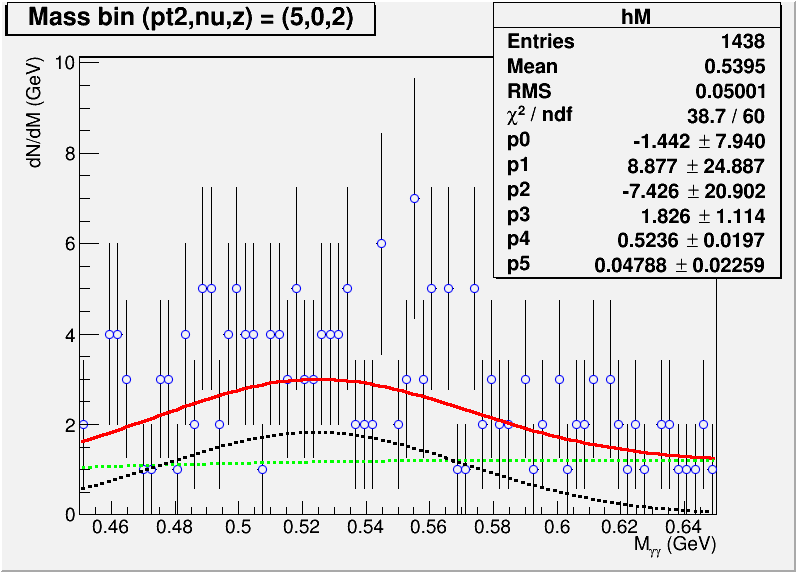 Mass bin (pt2,nu,z) = (5,0,2)
hM
Entries 1438
Mean 0.5395
RMS 0.05001
χ² / ndf 38.7 / 60
p0 -1.442 ± 7.940
p1 8.877 ± 24.887
p2 -7.426 ± 20.902
p3 1.826 ± 1.114
p4 0.5236 ± 0.0197
p5 0.04788 ± 0.02259
dN/dM (GeV)
10
8
6
4
2
0
0.46 0.48 0.5 0.52 0.54 0.56 0.58 0.6 0.62 0.64
Mγγ (GeV)